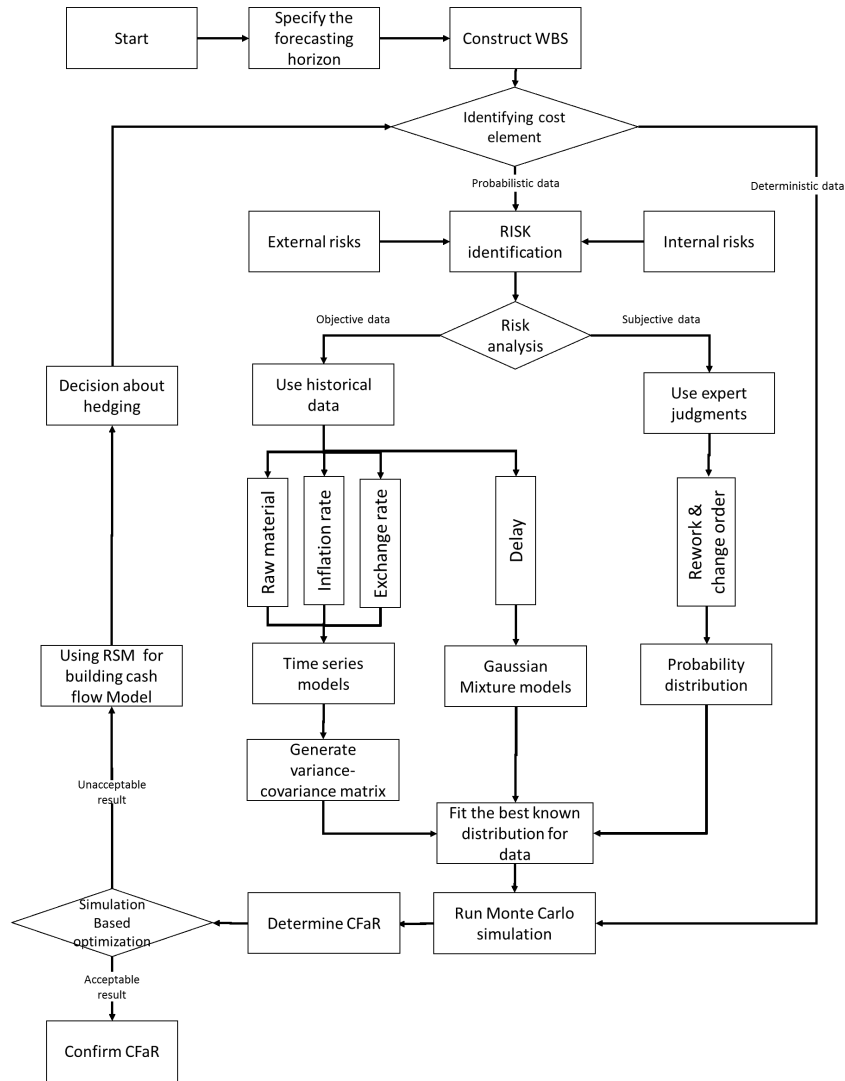 Start
Specify the
forecasting
horizon
Construct WBS
Identifying cost
element
Probabilistic data
Deterministic data
External risks
RISK
identification
Internal risks
Objective data
Risk
analysis
Subjective data
Decision about
hedging
Use historical
data
Use expert
judgments
Raw material
Inflation rate
Exchange rate
Delay
Rework &
change order
Using RSM for
building cash
flow Model
Time series
models
Gaussian
Mixture models
Probability
distribution
Generate
variance-
covariance matrix
Unacceptable
result
Fit the best known
distribution for
data
Simulation
Based
optimization
Determine CFaR
Run Monte Carlo
simulation
Acceptable
result
Confirm CFaR